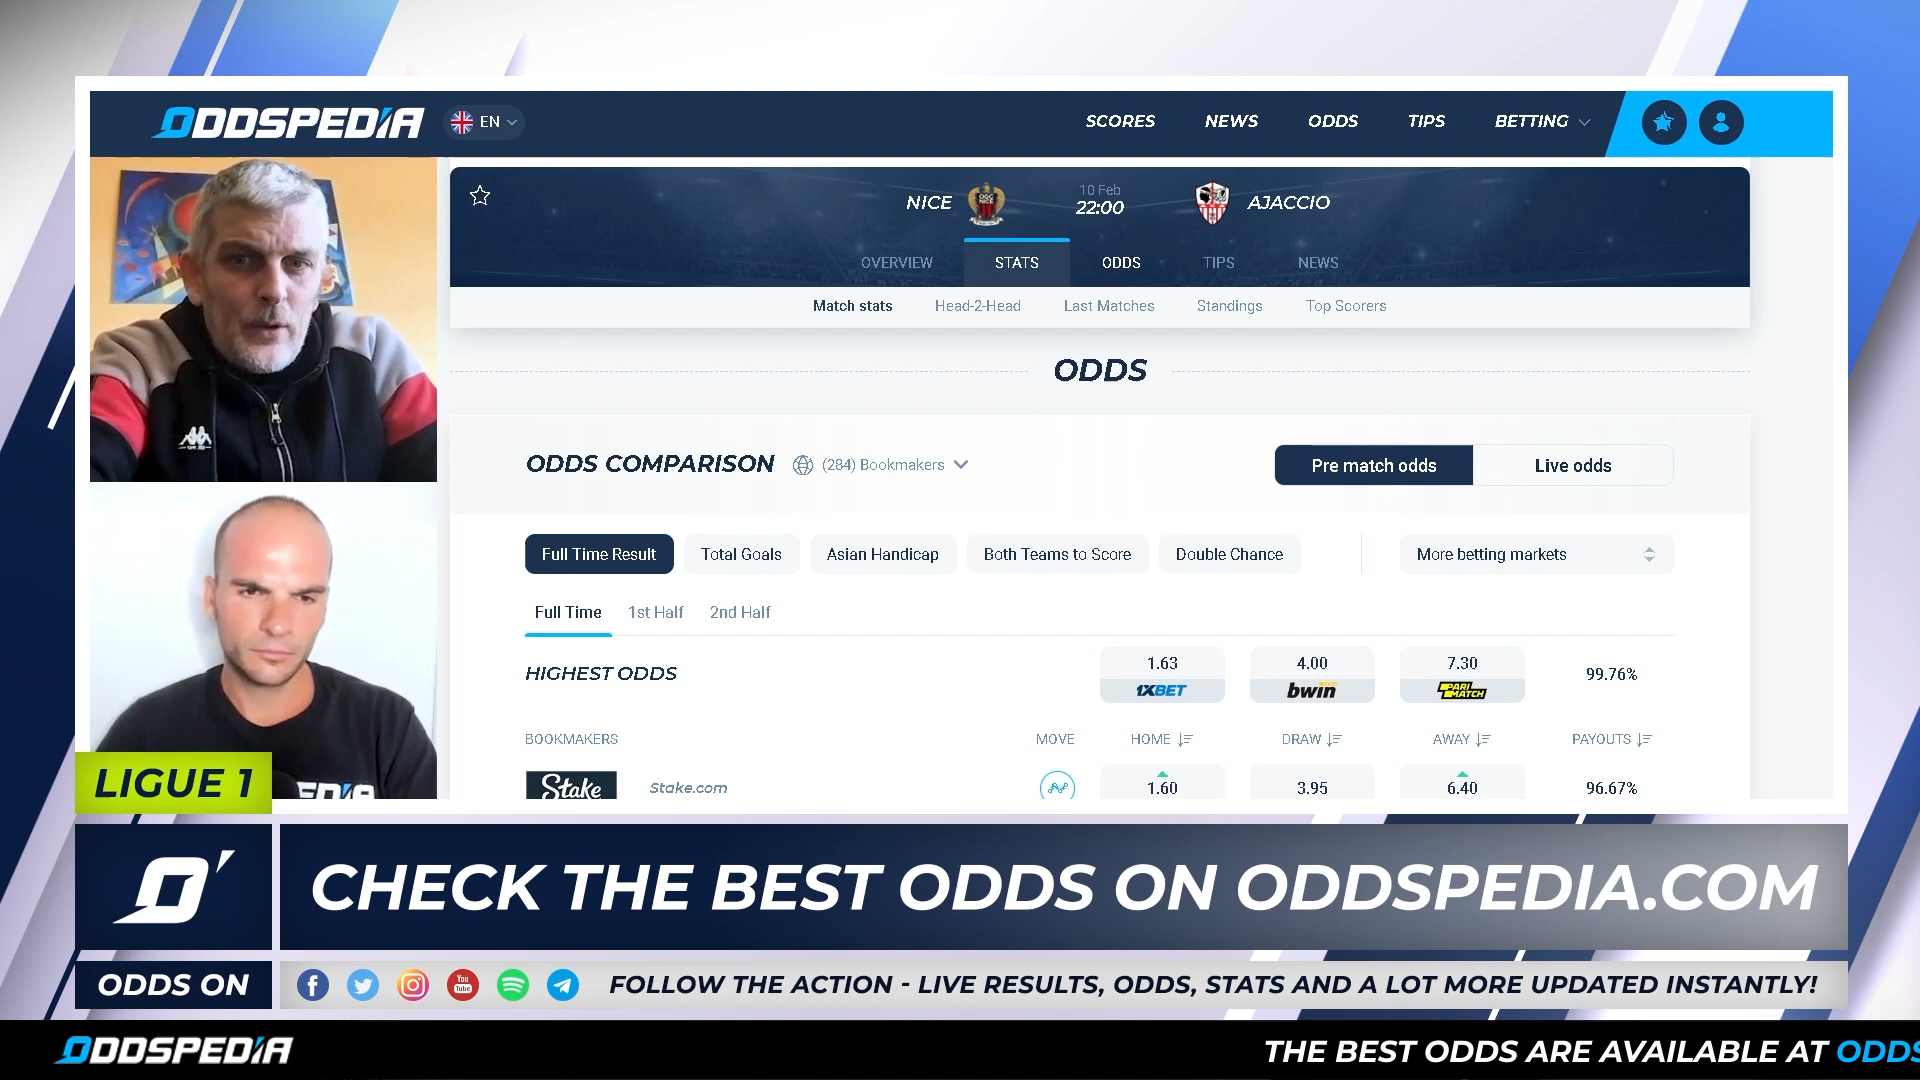 ODDSPEDIA
EN
SCORES NEWS ODDS TIPS BETTING
NICE
OGC NICE
10 Feb
22:00
AJACCIO
OVERVIEW STATS ODDS TIPS NEWS
Match stats Head-2-Head Last Matches Standings Top Scorers
ODDS
ODDS COMPARISON (284) Bookmakers
Pre match odds Live odds
Full Time Result Total Goals Asian Handicap Both Teams to Score Double Chance More betting markets
Full Time 1st Half 2nd Half
HIGHEST ODDS 1.63 4.00 7.30 99.76%
1XBET bwin PARI MATCH
BOOKMAKERS MOVE HOME DRAW AWAY PAYOUTS
Stake Stake.com 1.60 3.95 6.40 96.67%
LIGUE 1
CHECK THE BEST ODDS ON ODDSPEDIA.COM
ODDS ON
You Tube
FOLLOW THE ACTION - LIVE RESULTS, ODDS, STATS AND A LOT MORE UPDATED INSTANTLY!
ODDSPEDIA
THE BEST ODDS ARE AVAILABLE AT ODDS